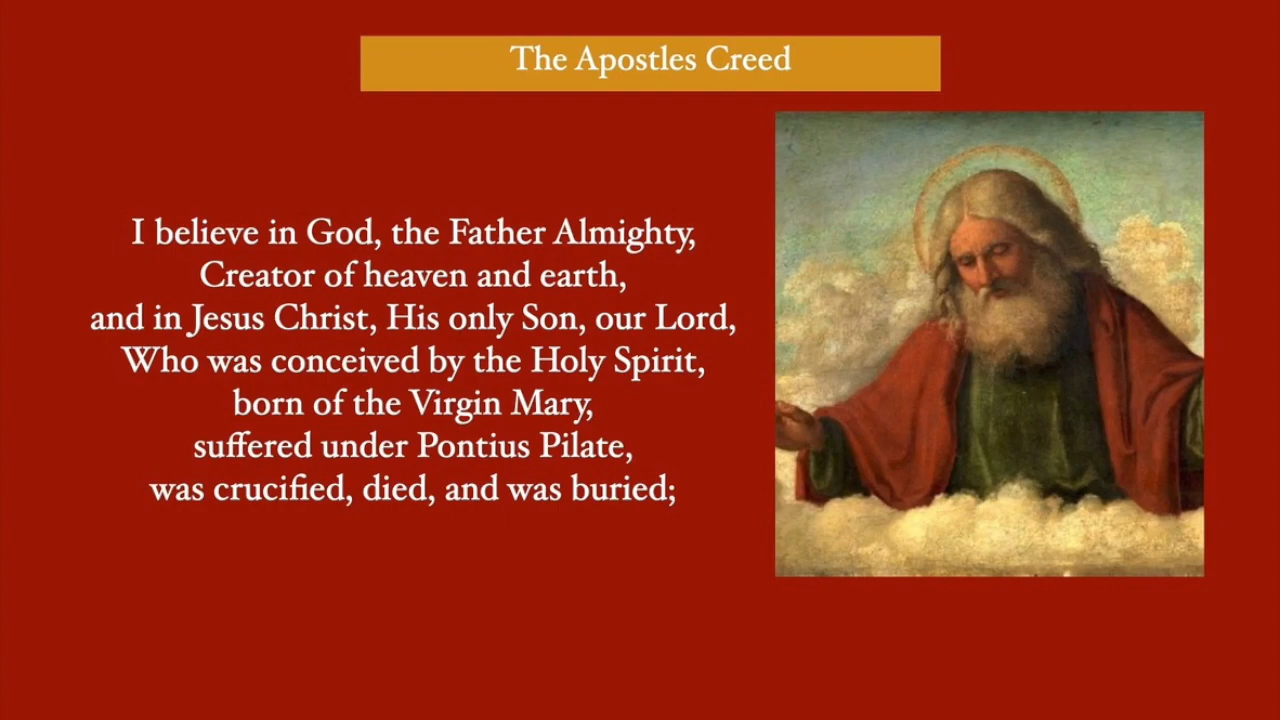 The Apostles Creed
I believe in God, the Father Almighty,
Creator of heaven and earth,
and in Jesus Christ, His only Son, our Lord,
Who was conceived by the Holy Spirit,
born of the Virgin Mary,
suffered under Pontius Pilate,
was crucified, died, and was buried;